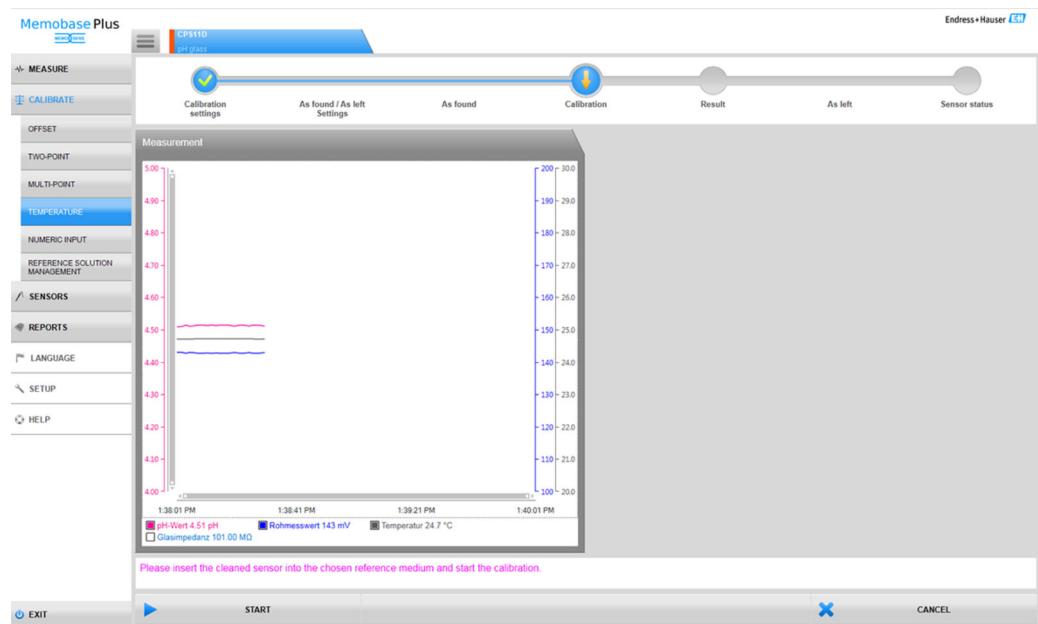 Memobase Plus
MEMO SENS
Endress+Hauser EH
CPS11D
pH glass
MEASURE
CALIBRATE
OFFSET
TWO-POINT
MULTI-POINT
TEMPERATURE
NUMERIC INPUT
REFERENCE SOLUTION
MANAGEMENT
SENSORS
REPORTS
LANGUAGE
SETUP
HELP
EXIT
Calibration
settings
As found / As left
Settings
As found
Calibration
Result
As left
Sensor status
Measurement
5.00 200 30.0
4.90 190 29.0
4.80 180 28.0
4.70 170 27.0
4.60 160 26.0
4.50 150 25.0
4.40 140 24.0
4.30 130 23.0
4.20 120 22.0
4.10 110 21.0
4.00 100 20.0
1:38:01 PM 1:38:41 PM 1:39:21 PM 1:40:01 PM
pH-Wert 4.51 pH Rohmesswert 143 mV Temperatur 24.7 °C
Glasimpedanz 101.00 MΩ
Please insert the cleaned sensor into the chosen reference medium and start the calibration.
START
CANCEL